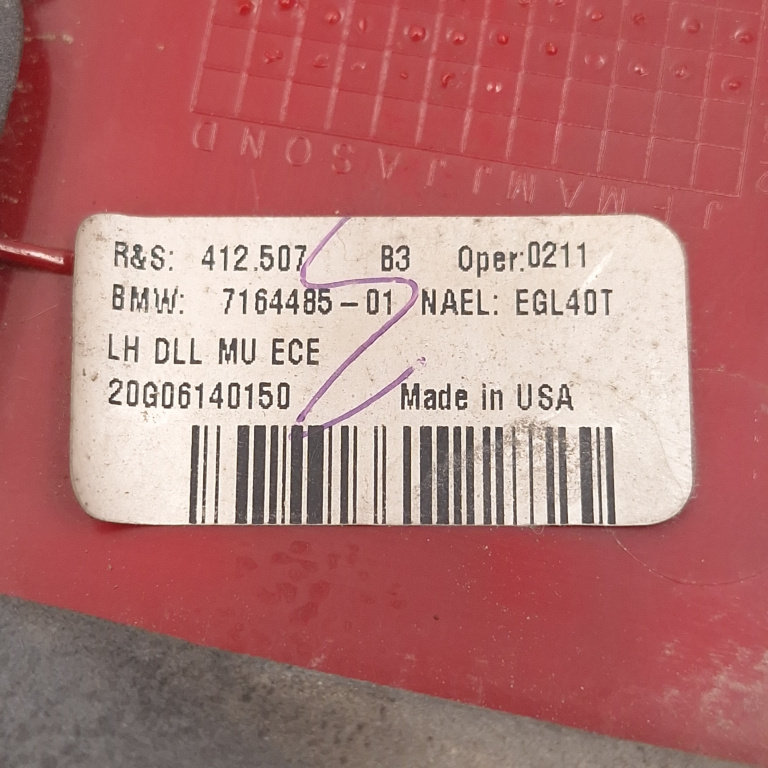 J F M A M J J A S O N D
R&S: 412.507 B3 Oper:0211
BMW: 7164485-01 NAEL: EGL40T
LH DLL MU ECE
20G06140150 Made in USA